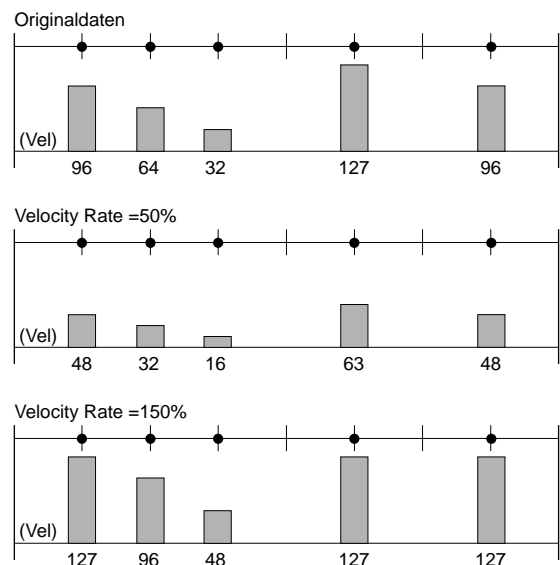 Originaldaten
(Vel)
96 64 32 127 96
Velocity Rate =50%
(Vel)
48 32 16 63 48
Velocity Rate =150%
(Vel)
127 96 48 127 127